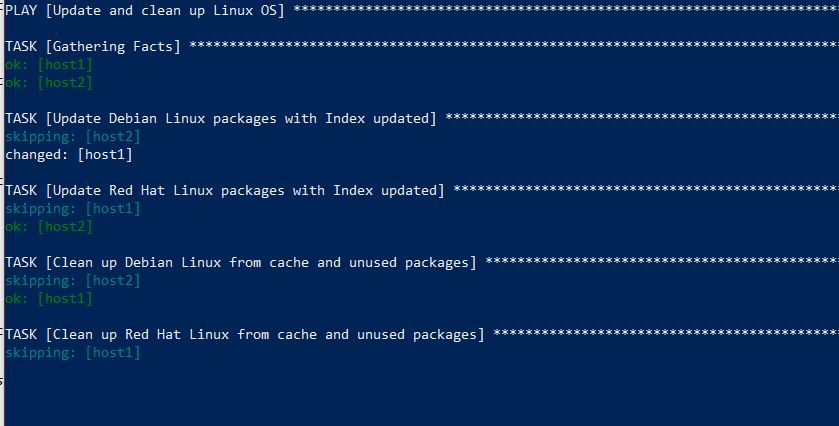 PLAY [Update and clean up Linux OS] *********************************************************************
TASK [Gathering Facts] **********************************************************************************
ok: [host1]
ok: [host2]
TASK [Update Debian Linux packages with Index updated] **************************************************
skipping: [host2]
changed: [host1]
TASK [Update Red Hat Linux packages with Index updated] *************************************************
skipping: [host1]
ok: [host2]
TASK [Clean up Debian Linux from cache and unused packages] *********************************************
skipping: [host2]
ok: [host1]
TASK [Clean up Red Hat Linux from cache and unused packages] ********************************************
skipping: [host1]